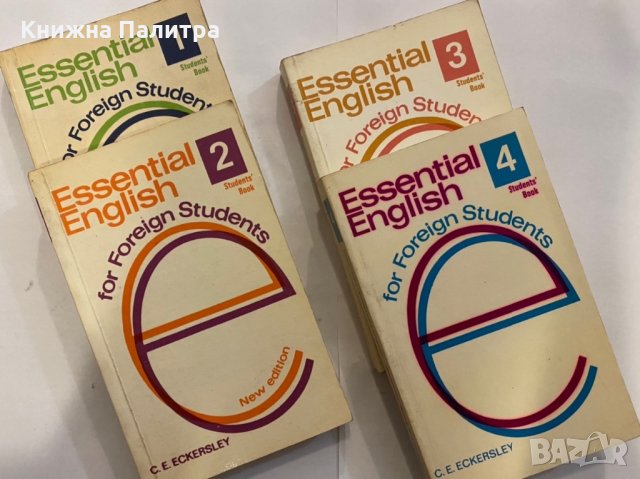 Книжна Палитра
Essential
English
1
Students'
Book
for Foreign Student
Essential
English
3
Students'
Book
for Foreign Students
Essential
English
2
Students'
Book
for Foreign Students
New edition
C. E. ECKERSLEY
Essential
English
4
Students'
Book
for Foreign Students
C. E. ECKERSLEY
BAZAR